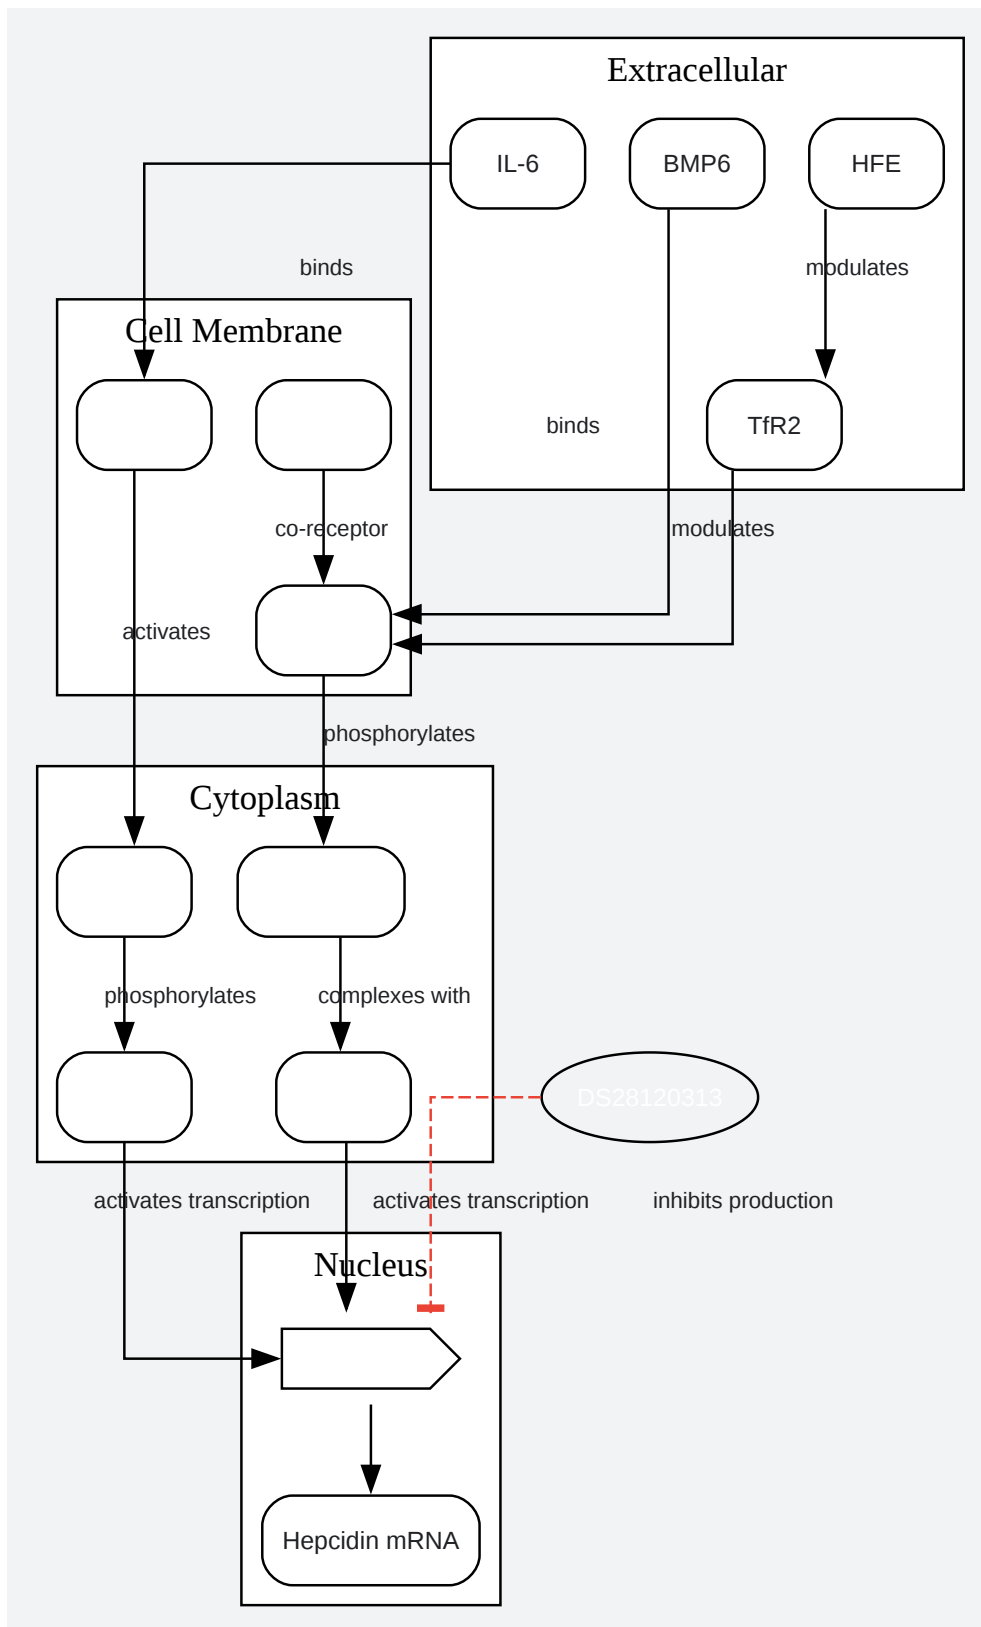 Extracellular
IL-6
BMP6
HFE
binds
modulates
Cell Membrane
binds
TfR2
co-receptor
modulates
activates
phosphorylates
Cytoplasm
phosphorylates
complexes with
DS28120313
activates transcription
activates transcription
inhibits production
Nucleus
Hepcidin mRNA